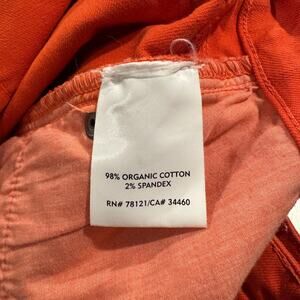 98% ORGANIC COTTON
2% SPANDEX
RN# 78121/CA# 34460